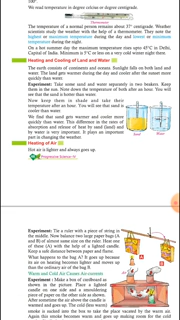 100°.
We read temperature in degree celcius or degree centigrade.
Thermometer
The temperature of a normal person remains about 37° centigrade. Weather
scientists study the weather with the help of a thermometer. They note the
highest or maximum temperature during the day and lowest or minimum
temperature during the night.
On a hot summer day the maximum temperature runs upto 45°C in Delhi,
Capital of India. Minimum is 5°C or less on a very cold winter night there.
Heating and Cooling of Land and Water
The earth consists of continents and oceans. Sunlight falls on both land and
water. The land gets warmer during the day and cooler after the sunset more
quickly than water.
Experiment : Take some sand and water separately in two beakers. Keep
them in the sun. Note down the temperature of both after an hour. You will
see that the sand is hotter than water.
Now keep them in shade and take their
temperature after an hour. You will see that sand is
cooler than water.
We find that sand gets warmer and cooler more
quickly than water. This difference in the rates of
absorption and release of heat by sand (land) and
by water is very important. It plays an important
part in changing the weather.
Heating of Air
Hot air is lighter and always goes up.
Progressive Science-
Experiment : Tie a ruler with a piece of string in
the middle. Now balance two large paper bags (A
and B) of almost same size on the ruler. Heat one
of these (A) with the help of a lighted candle.
Keep a safe distance between paper and flame.
What happens to the bag A? It goes up because
its air on heating becomes lighter and moves up
than the ordinary air of the bag B.
Warm and Cold Air Cause Air currents
Experiment : Make a box of cardboard as
shown in the picture. Place a lighted
candle on one side and a smouldering
piece of paper on the other side as shown.
After sometime the air above the candle is
warmed and goes up. The cold (less warm)
smoke is sucked into the box to take the place vacated by the warm air.
Again this smoke becomes warm and goes up making room for the cold